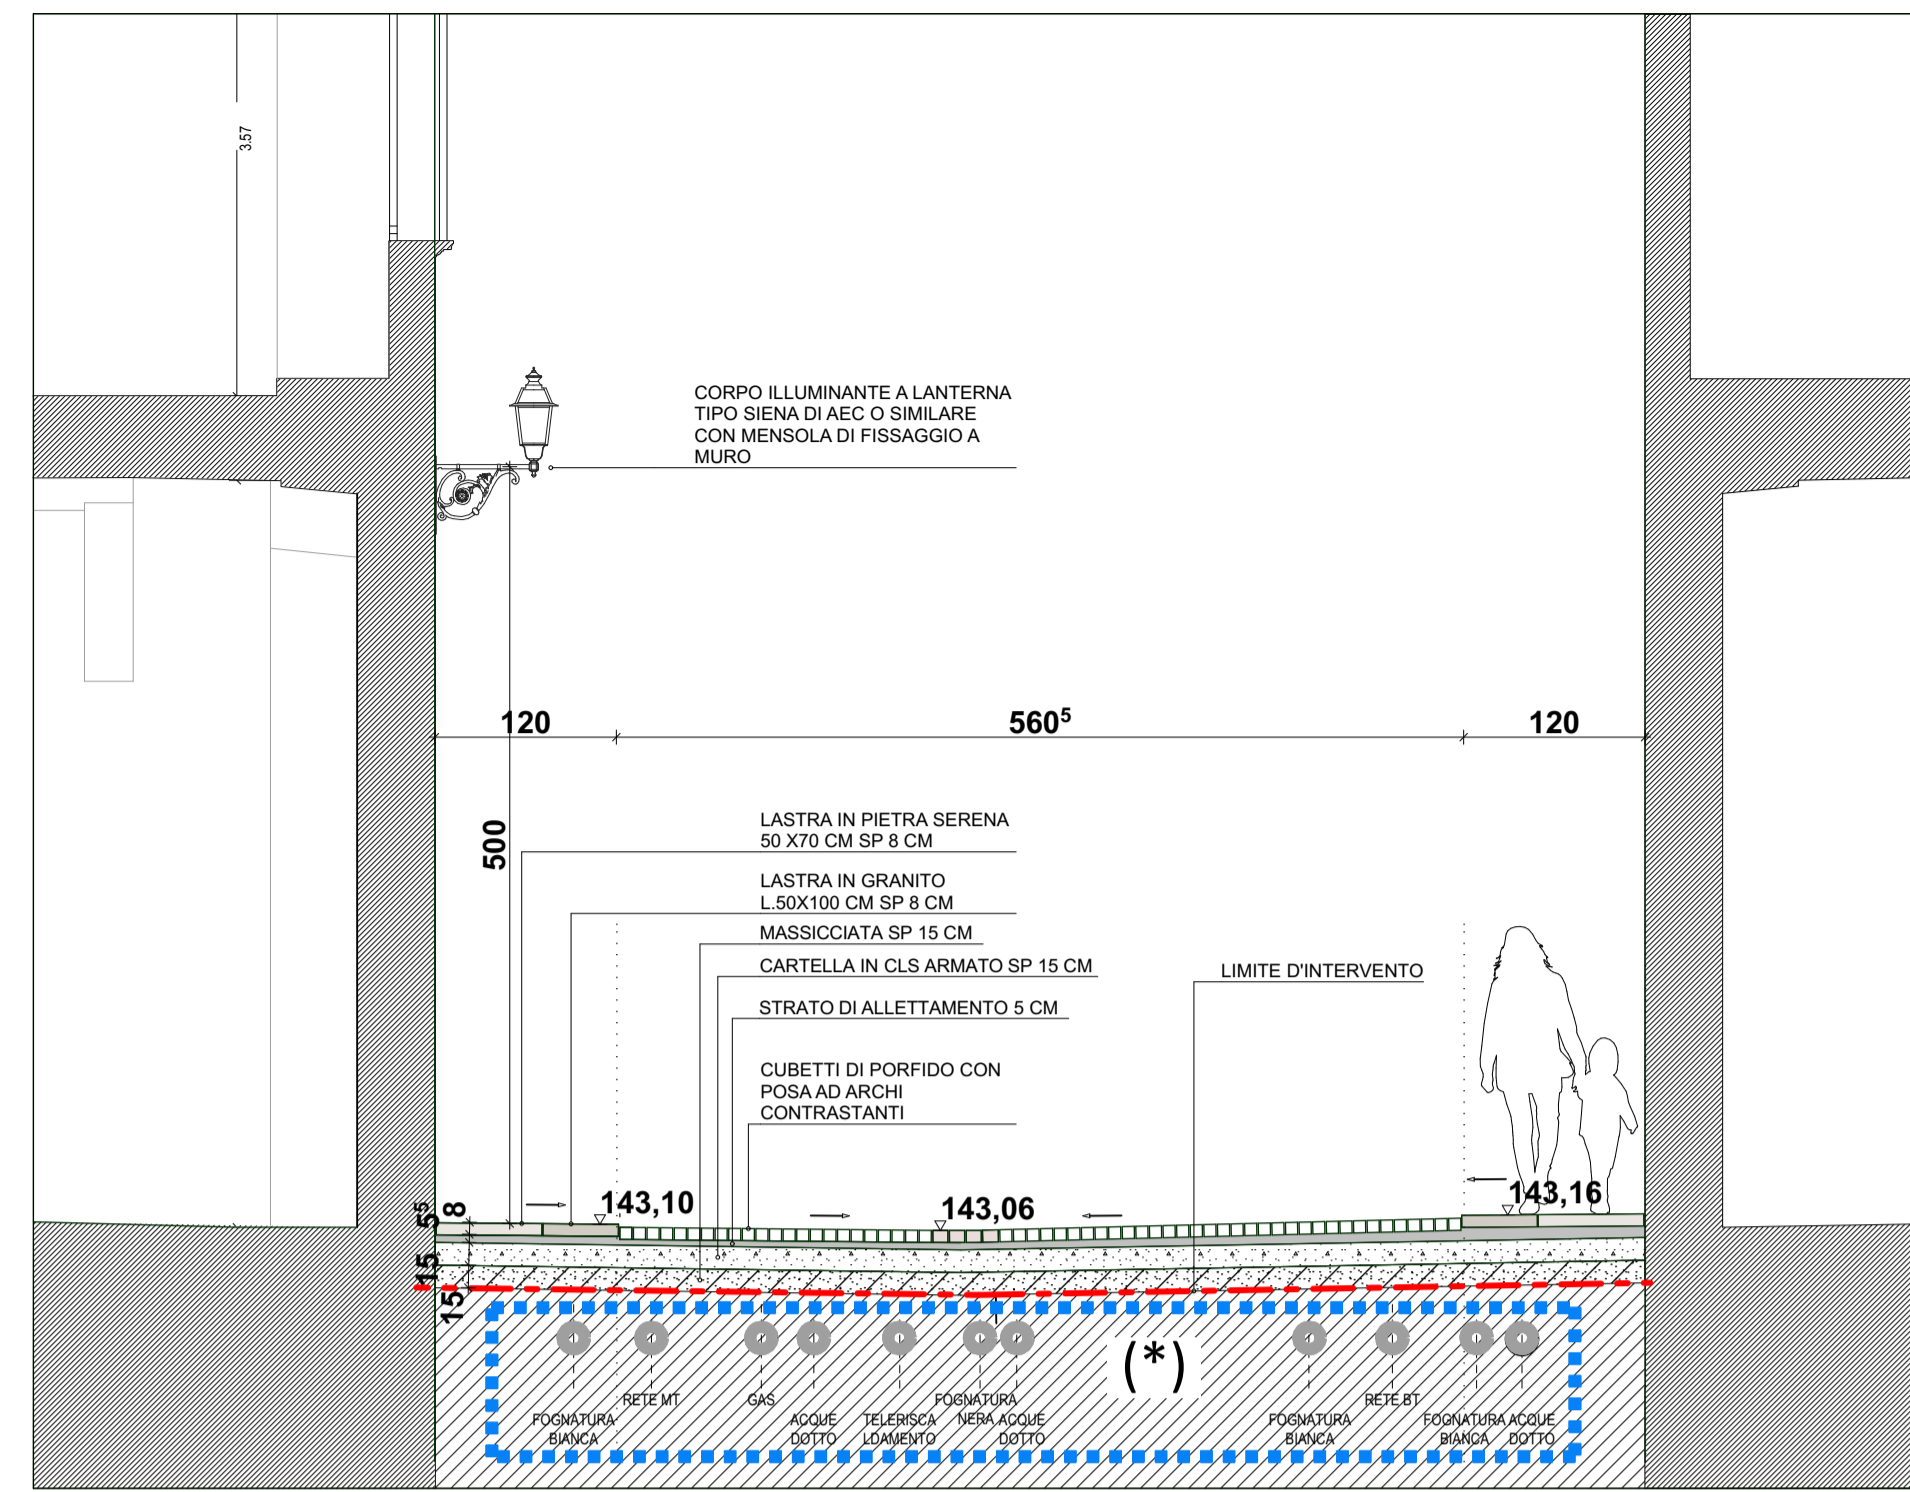 3.57
CORPO ILLUMINANTE A LANTERNA
TIPO SIENA DI AEC O SIMILARE
CON MENSOLA DI FISSAGGIO A
MURO
120
560⁵
120
500
LASTRA IN PIETRA SERENA
50 X70 CM SP 8 CM
LASTRA IN GRANITO
L.50X100 CM SP 8 CM
MASSICCIATA SP 15 CM
CARTELLA IN CLS ARMATO SP 15 CM
STRATO DI ALLETTAMENTO 5 CM
LIMITE D'INTERVENTO
CUBETTI DI PORFIDO CON
POSA AD ARCHI
CONTRASTANTI
143,10
143,06
143,16
8
5⁵
15
15
(*)
FOGNATURA
BIANCA
RETE MT
GAS
ACQUE
DOTTO
TELERISCA
LDAMENTO
FOGNATURA
NERA
ACQUE
DOTTO
FOGNATURA
BIANCA
RETE BT
FOGNATURA
BIANCA
ACQUE
DOTTO